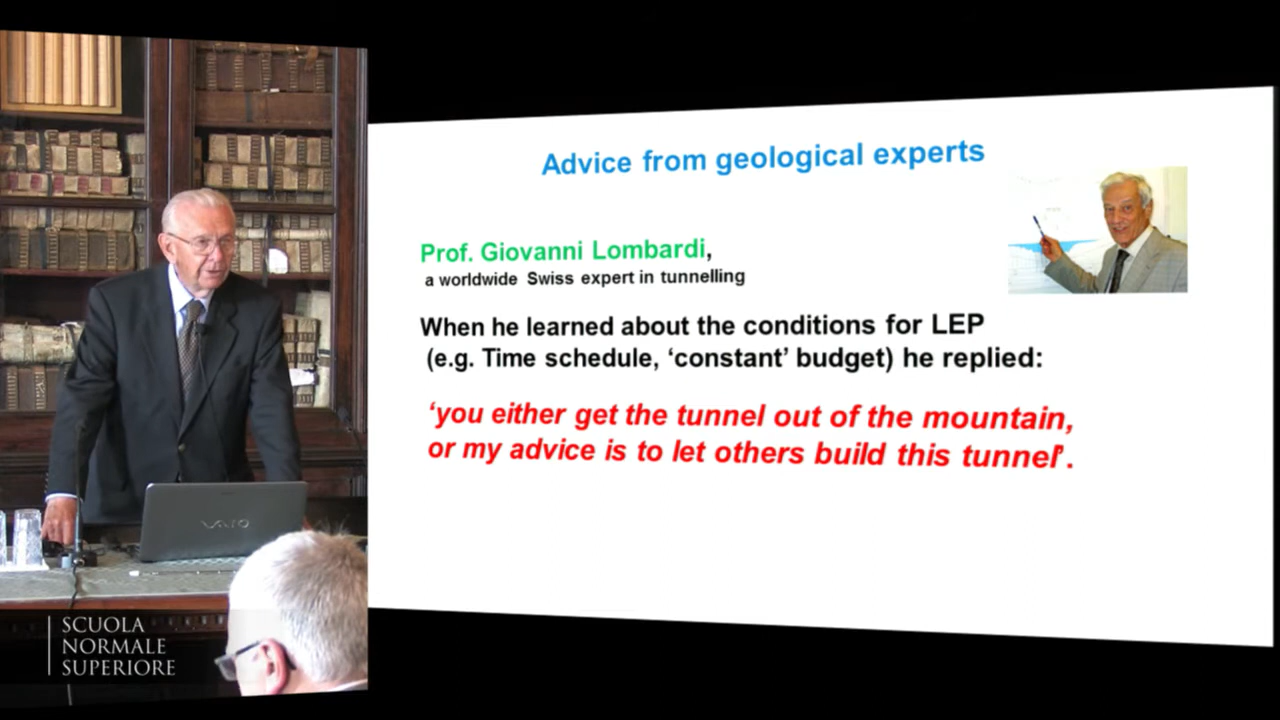 Advice from geological experts
Prof. Giovanni Lombardi,
a worldwide Swiss expert in tunnelling
When he learned about the conditions for LEP
(e.g. Time schedule, ‘constant’ budget) he replied:
‘you either get the tunnel out of the mountain,
or my advice is to let others build this tunnel’.
VAIO
SCUOLA
NORMALE
SUPERIORE